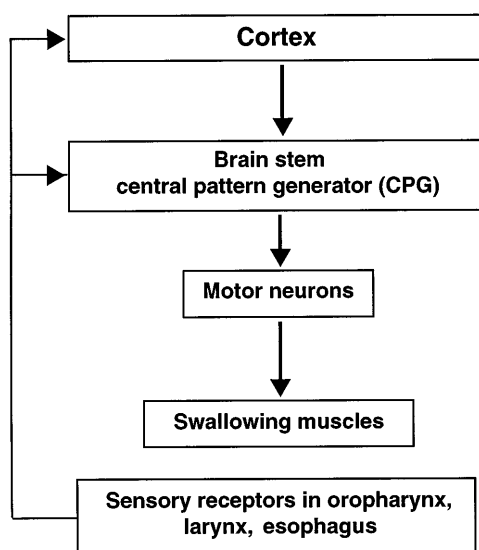 Cortex
Brain stem
central pattern generator (CPG)
Motor neurons
Swallowing muscles
Sensory receptors in oropharynx,
larynx, esophagus